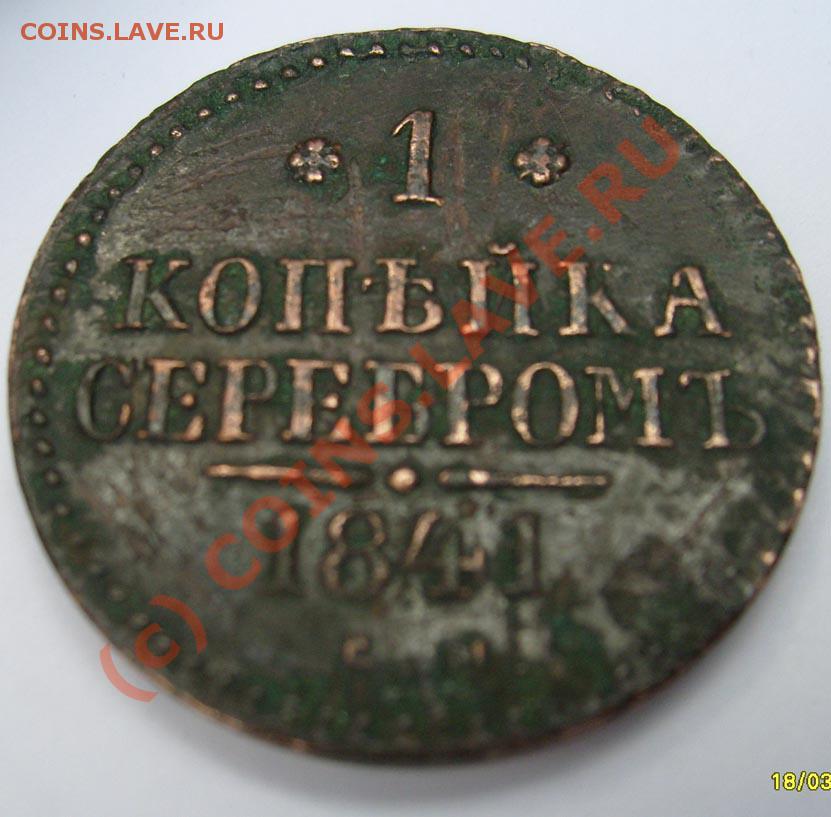 COINS.LAVE.RU
1
КОПѢЙКА
СЕРЕБРОМЪ
1841
(c) COINS.LAVE.RU
18/03